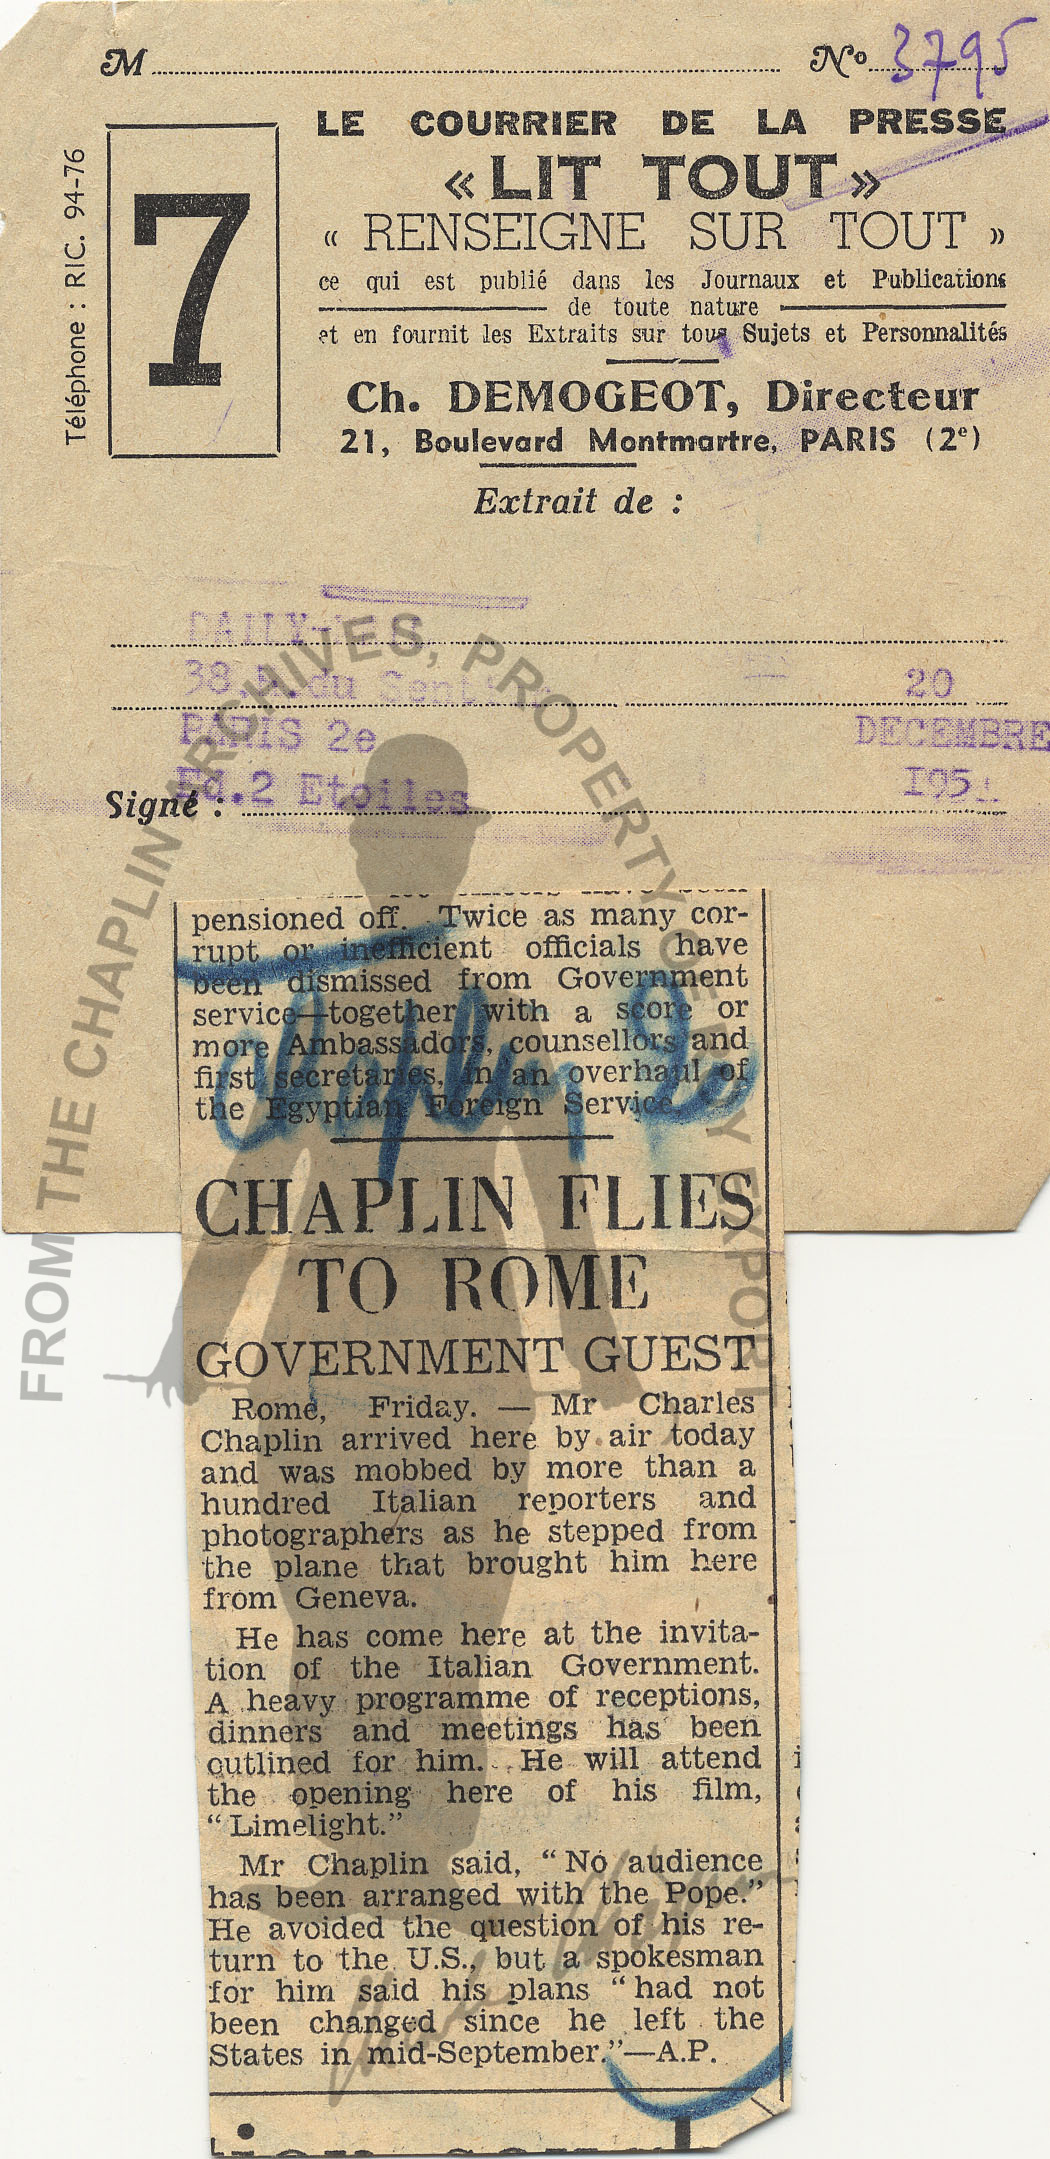 M
No 3795
Téléphone : RIC. 94-76
7
LE COURRIER DE LA PRESSE
« LIT TOUT »
« RENSEIGNE SUR TOUT »
ce qui est publié dans les Journaux et Publications
de toute nature
et en fournit les Extraits sur tous Sujets et Personnalités
Ch. DEMOGEOT, Directeur
21, Boulevard Montmartre, PARIS (2e)
Extrait de :
38 du
20
PARIS 2e
DECEMBRE
Ed.2 Etoiles
Signé :
FROM THE CHAPLIN ARCHIVES, PROPERTY OF ROY EXPORT
pensioned off. Twice as many cor-
rupt or inefficient officials have
been dismissed from Government
service—together with a score or
more Ambassadors, counsellors and
first secretaries, in an overhaul of
the Egyptian Foreign Service.
CHAPLIN FLIES
TO ROME
GOVERNMENT GUEST
Rome, Friday. — Mr Charles
Chaplin arrived here by air today
and was mobbed by more than a
hundred Italian reporters and
photographers as he stepped from
the plane that brought him here
from Geneva.
He has come here at the invita-
tion of the Italian Government.
A heavy programme of receptions,
dinners and meetings has been
outlined for him. He will attend
the opening here of his film,
“Limelight.”
Mr Chaplin said, “No audience
has been arranged with the Pope.”
He avoided the question of his re-
turn to the U.S., but a spokesman
for him said his plans “had not
been changed since he left the
States in mid-September.”—A.P.